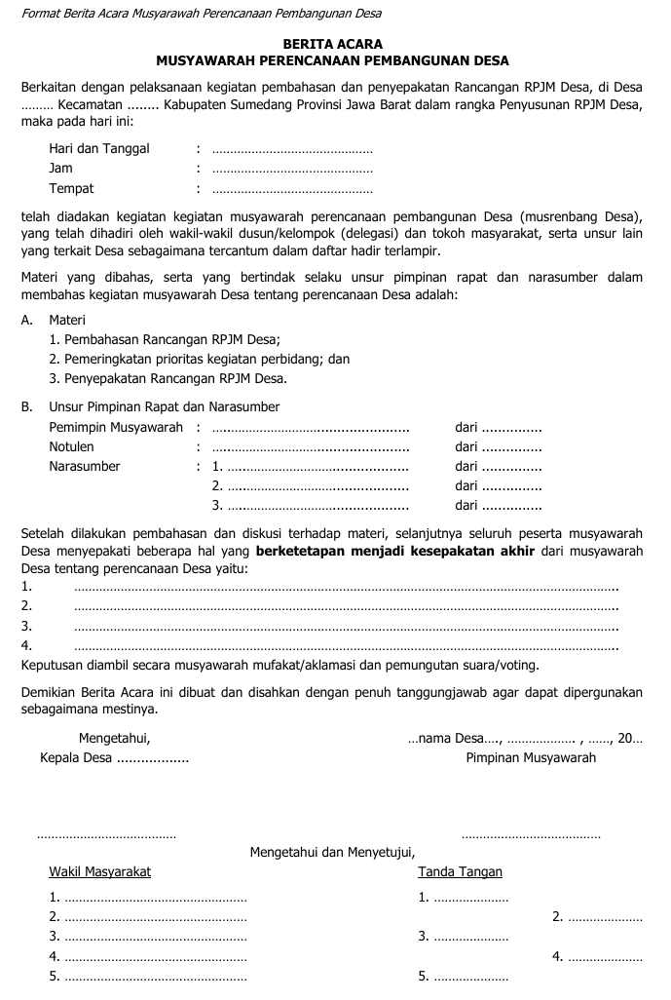 Format Berita Acara Musyarawah Perencanaan Pembangunan Desa
BERITA ACARA
MUSYAWARAH PERENCANAAN PEMBANGUNAN DESA
Berkaitan dengan pelaksanaan kegiatan pembahasan dan penyepakatan Rancangan RPJM Desa, di Desa
……… Kecamatan ........ Kabupaten Sumedang Provinsi Jawa Barat dalam rangka Penyusunan RPJM Desa,
maka pada hari ini:
Hari dan Tanggal : ………………………………………
Jam : ………………………………………
Tempat : ………………………………………
telah diadakan kegiatan kegiatan musyawarah perencanaan pembangunan Desa (musrenbang Desa),
yang telah dihadiri oleh wakil-wakil dusun/kelompok (delegasi) dan tokoh masyarakat, serta unsur lain
yang terkait Desa sebagaimana tercantum dalam daftar hadir terlampir.
Materi yang dibahas, serta yang bertindak selaku unsur pimpinan rapat dan narasumber dalam
membahas kegiatan musyawarah Desa tentang perencanaan Desa adalah:
A. Materi
1. Pembahasan Rancangan RPJM Desa;
2. Pemeringkatan prioritas kegiatan perbidang; dan
3. Penyepakatan Rancangan RPJM Desa.
B. Unsur Pimpinan Rapat dan Narasumber
Pemimpin Musyawarah : ….……………………...................... dari ...............
Notulen : ….……………………...................... dari ...............
Narasumber : 1. ….……………………................... dari ...............
2. ….……………………................... dari ...............
3. ….……………………................... dari ...............
Setelah dilakukan pembahasan dan diskusi terhadap materi, selanjutnya seluruh peserta musyawarah
Desa menyepakati beberapa hal yang berketetapan menjadi kesepakatan akhir dari musyawarah
Desa tentang perencanaan Desa yaitu:
1. ……………………………………………………………………………………………………………………………………..
2. ……………………………………………………………………………………………………………………………………..
3. ……………………………………………………………………………………………………………………………………..
4. ……………………………………………………………………………………………………………………………………..
Keputusan diambil secara musyawarah mufakat/aklamasi dan pemungutan suara/voting.
Demikian Berita Acara ini dibuat dan disahkan dengan penuh tanggungjawab agar dapat dipergunakan
sebagaimana mestinya.
Mengetahui, …nama Desa…., ………………. , ……, 20…
Kepala Desa .................. Pimpinan Musyawarah
………………………………… …………………………………
Mengetahui dan Menyetujui,
Wakil Masyarakat Tanda Tangan
1. …………………………………………… 1. …………………
2. …………………………………………… 2. …………………
3. …………………………………………… 3. …………………
4. …………………………………………… 4. …………………
5. …………………………………………… 5. …………………